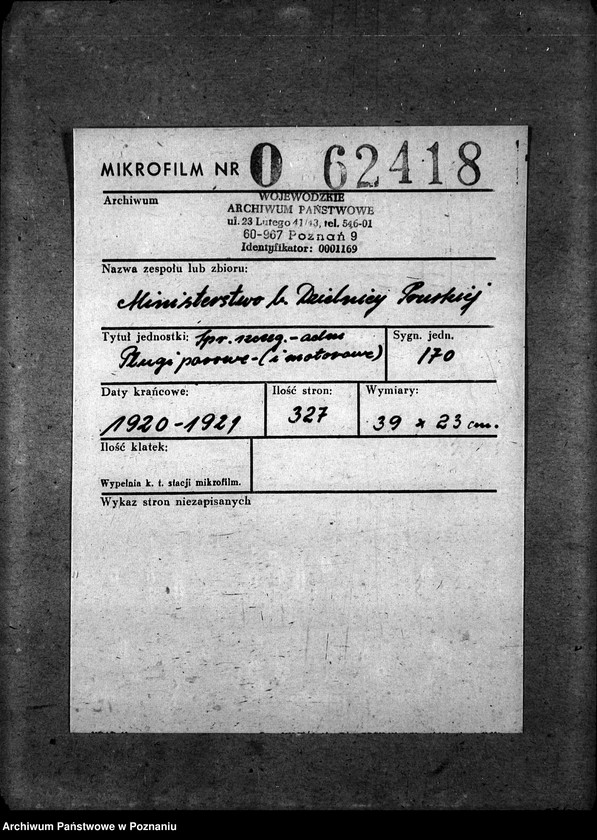 MIKROFILM NR 0 62418
Archiwum
WOJEWÓDZKIE
ARCHIWUM PAŃSTWOWE
ul. 23 Lutego 41/43, tel. 546-01
60-967 Poznań 9
Identyfikator: 0001169
Nazwa zespołu lub zbioru:
Ministerstwo b. Dzielnicy Pruskiej
Tytuł jednostki: Spr. szczeg.-adm
Pługi parowe-(i motorowe)
Sygn. jedn.
170
Daty krańcowe:
1920-1921
Ilość stron:
327
Wymiary:
39 x 23 cm.
Ilość klatek:
Wypełnia k. t. stacji mikrofilm.
Wykaz stron niezapisanych
Archiwum Państwowe w Poznaniu